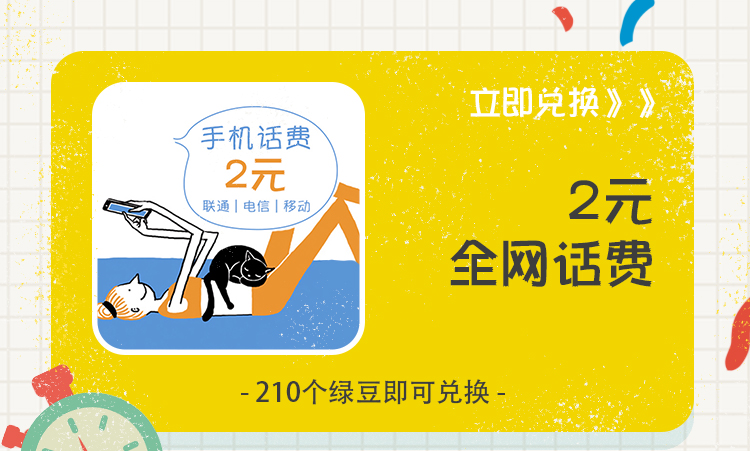 立即兑换》》
手机话费
2元
联通 | 电信 | 移动
2元
全网话费
- 210个绿豆即可兑换 -